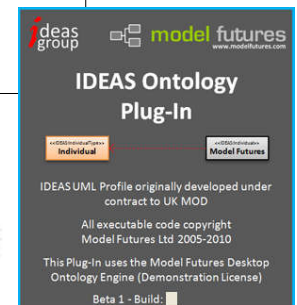 ideas
group
model futures
www.modelfutures.com
IDEAS Ontology
Plug-In
<<IDEAS:IndividualType>>
Individual
<<IDEAS:Individual>>
Model Futures
IDEAS UML Profile originally developed under
contract to UK MOD
All executable code copyright
Model Futures Ltd 2005-2010
This Plug-In uses the Model Futures Desktop
Ontology Engine (Demonstration License)
Beta 1 - Build: